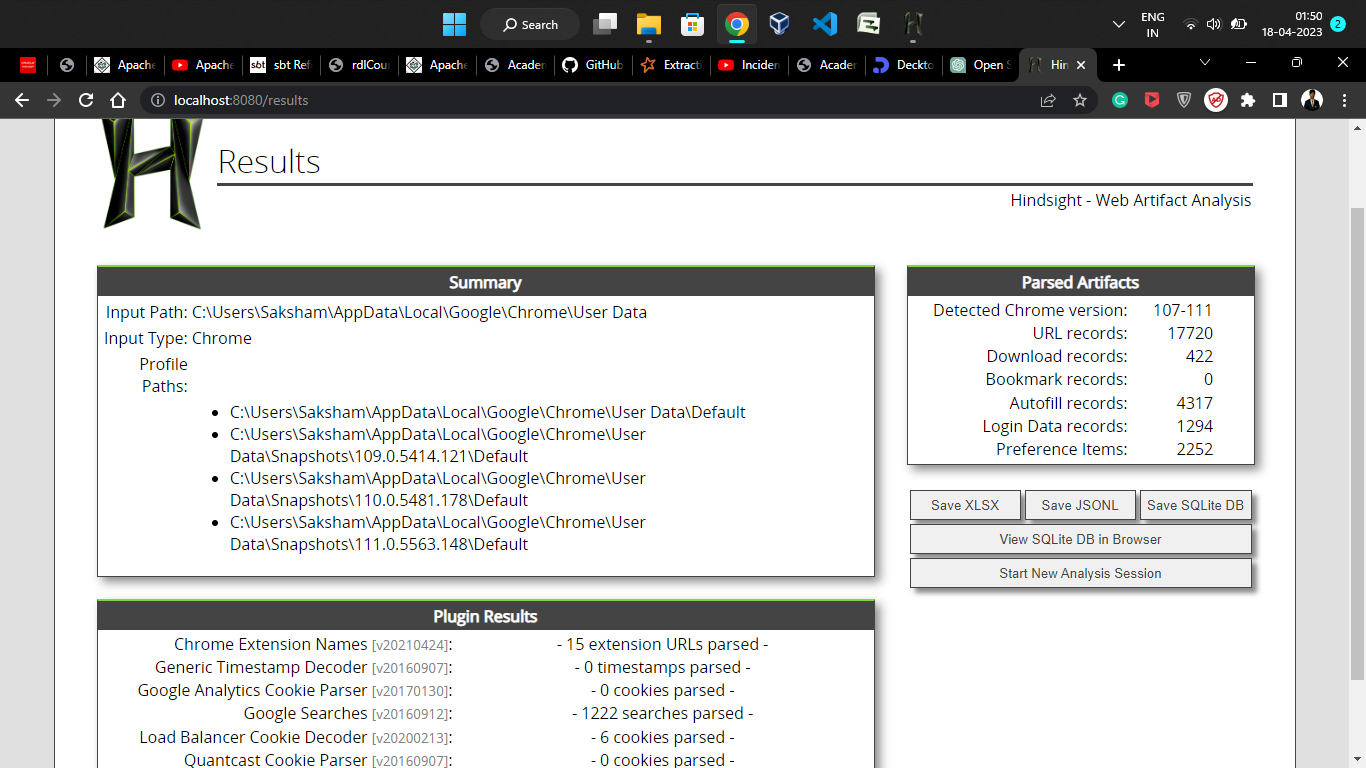 Search
ENG
IN
01:50
18-04-2023
2
Apache
Apache
sbt
sbt Ref
rdlCou
Apache
Acader
GitHub
Extracti
Inciden
Acader
Deckto
Open S
Hin
localhost:8080/results
Results
Hindsight - Web Artifact Analysis
Summary
Input Path: C:\Users\Saksham\AppData\Local\Google\Chrome\User Data
Input Type: Chrome
Profile
Paths:
C:\Users\Saksham\AppData\Local\Google\Chrome\User Data\Default
C:\Users\Saksham\AppData\Local\Google\Chrome\User
Data\Snapshots\109.0.5414.121\Default
C:\Users\Saksham\AppData\Local\Google\Chrome\User
Data\Snapshots\110.0.5481.178\Default
C:\Users\Saksham\AppData\Local\Google\Chrome\User
Data\Snapshots\111.0.5563.148\Default
Parsed Artifacts
Detected Chrome version: 107-111
URL records: 17720
Download records: 422
Bookmark records: 0
Autofill records: 4317
Login Data records: 1294
Preference Items: 2252
Save XLSX
Save JSONL
Save SQLite DB
View SQLite DB in Browser
Start New Analysis Session
Plugin Results
Chrome Extension Names [v20210424]: - 15 extension URLs parsed -
Generic Timestamp Decoder [v20160907]: - 0 timestamps parsed -
Google Analytics Cookie Parser [v20170130]: - 0 cookies parsed -
Google Searches [v20160912]: - 1222 searches parsed -
Load Balancer Cookie Decoder [v20200213]: - 6 cookies parsed -
Quantcast Cookie Parser [v20160907]: - 0 cookies parsed -